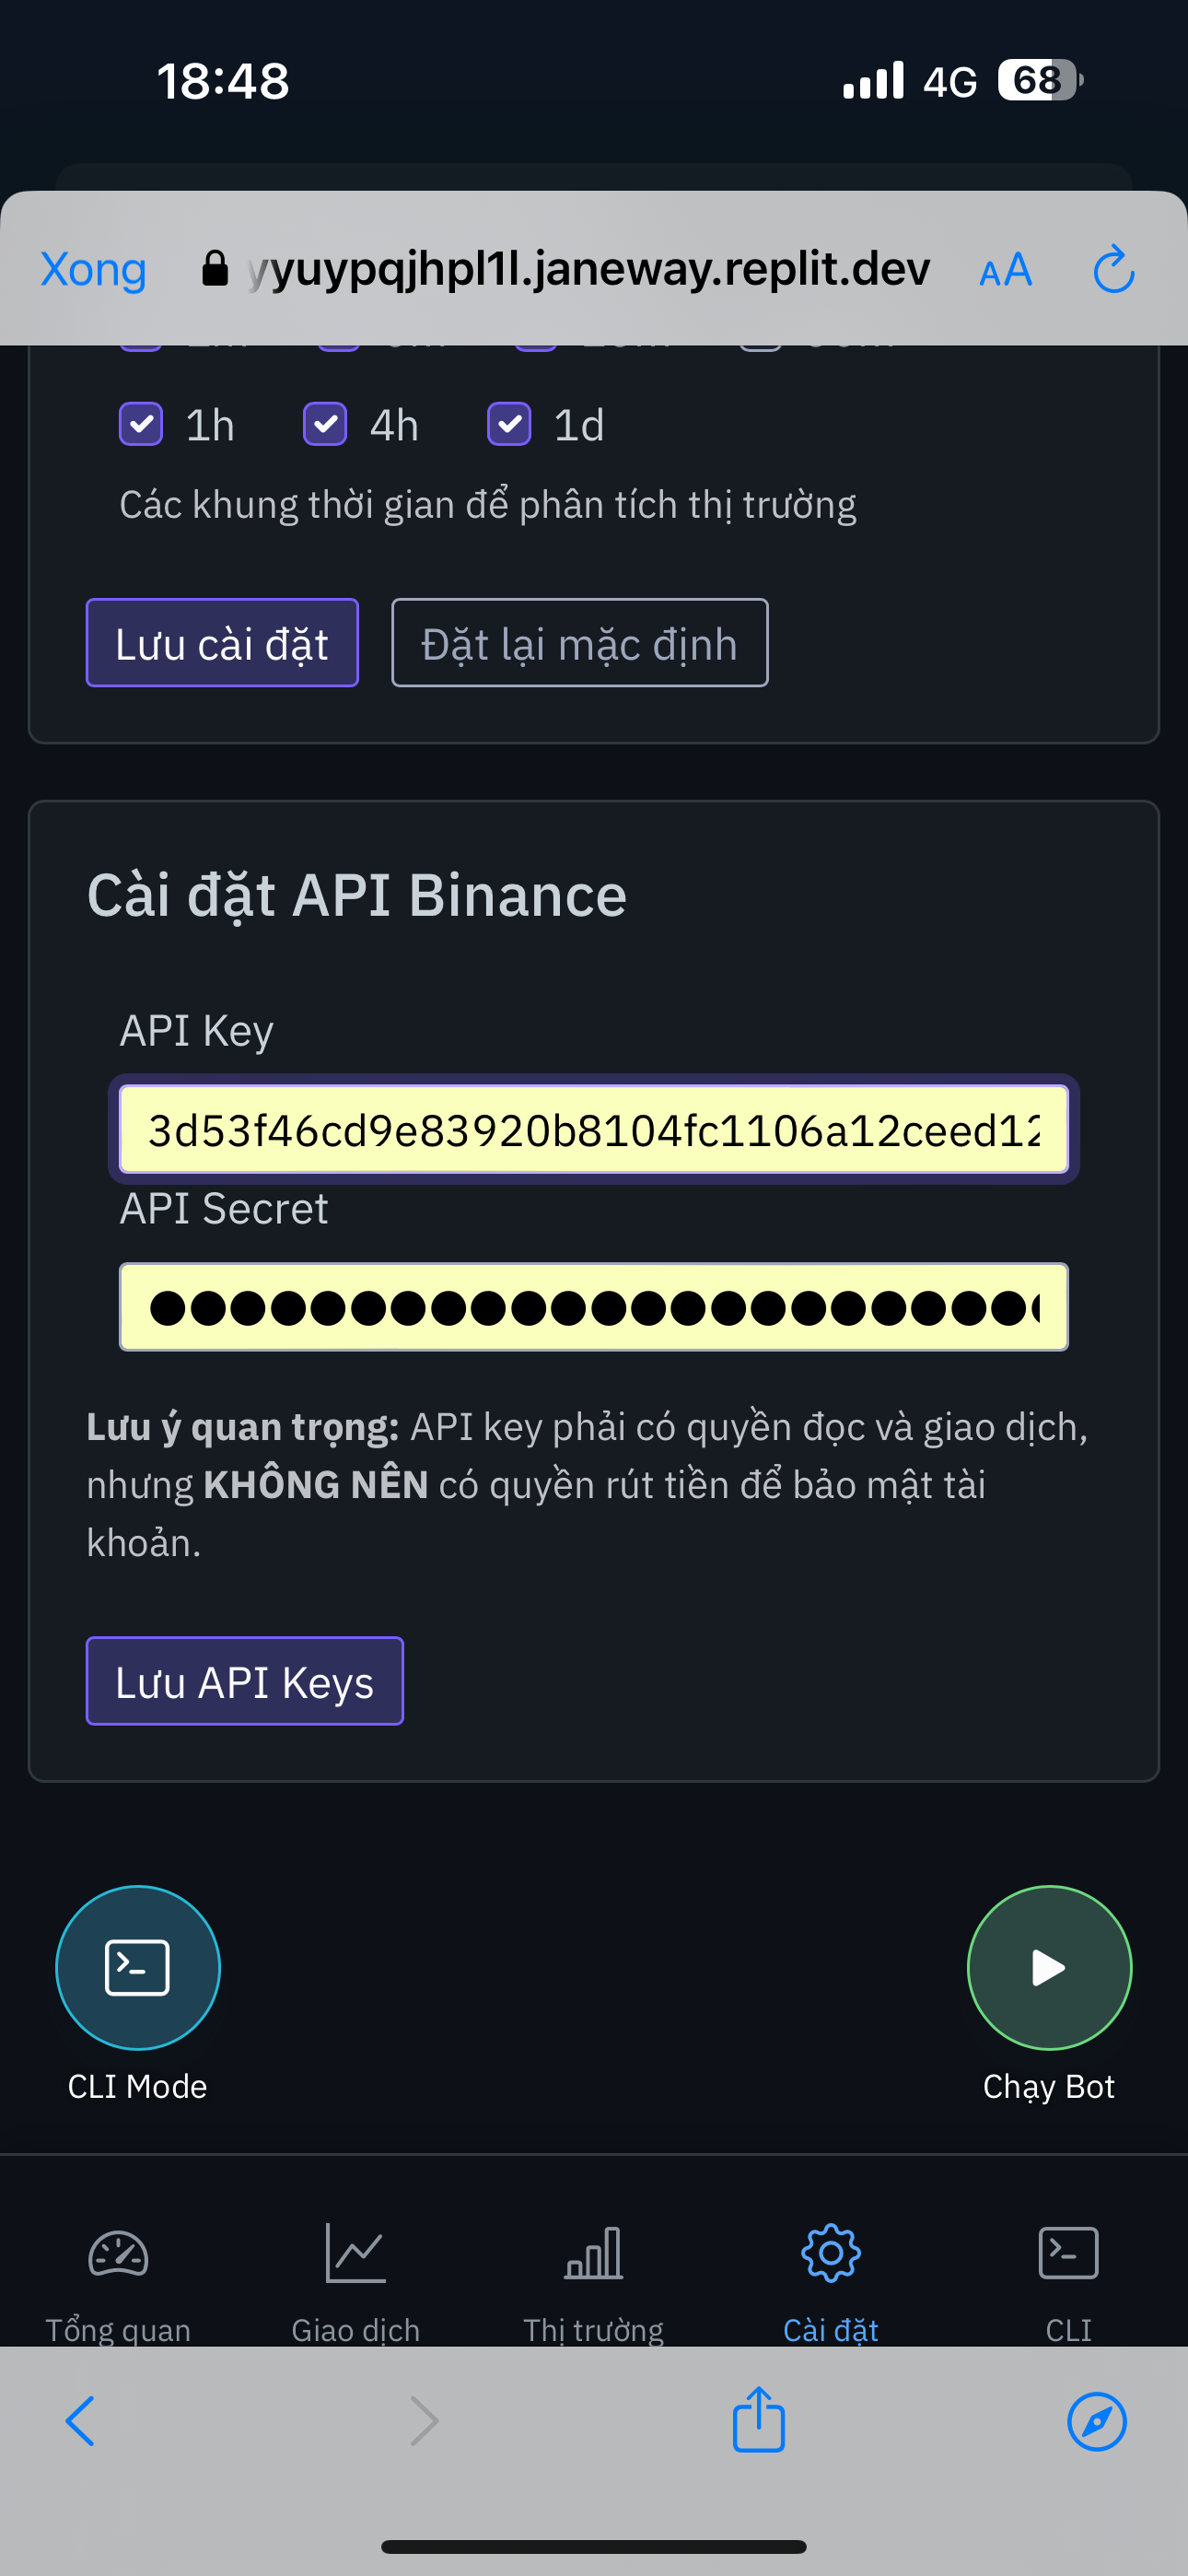 18:48
4G 68
Xong
yyuypqjhpl1l.janeway.replit.dev
AA
1h 4h 1d
Các khung thời gian để phân tích thị trường
Lưu cài đặt
Đặt lại mặc định
Cài đặt API Binance
API Key
3d53f46cd9e83920b8104fc1106a12ceed12
API Secret
Lưu ý quan trọng: API key phải có quyền đọc và giao dịch,
nhưng KHÔNG NÊN có quyền rút tiền để bảo mật tài
khoản.
Lưu API Keys
CLI Mode
Chạy Bot
Tổng quan
Giao dịch
Thị trường
Cài đặt
CLI